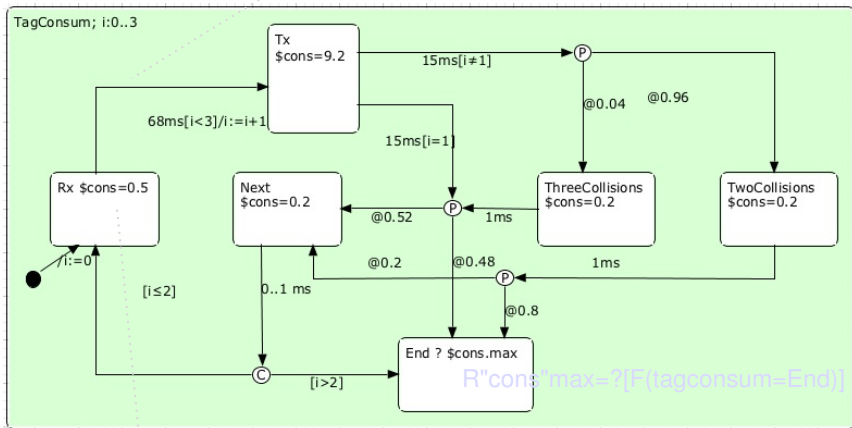 TagConsum; i:0..3
Tx
$cons=9.2
15ms[i≠1]
P
@0.04
@0.96
68ms[i<3]/i:=i+1
15ms[i=1]
Rx $cons=0.5
Next
$cons=0.2
ThreeCollisions
$cons=0.2
TwoCollisions
$cons=0.2
P
@0.52
1ms
/i:=0
@0.2
@0.48
1ms
P
[i≤2]
0..1 ms
@0.8
End ? $cons.max
C
[i>2]
R"cons"max=?[F(tagconsum=End)]